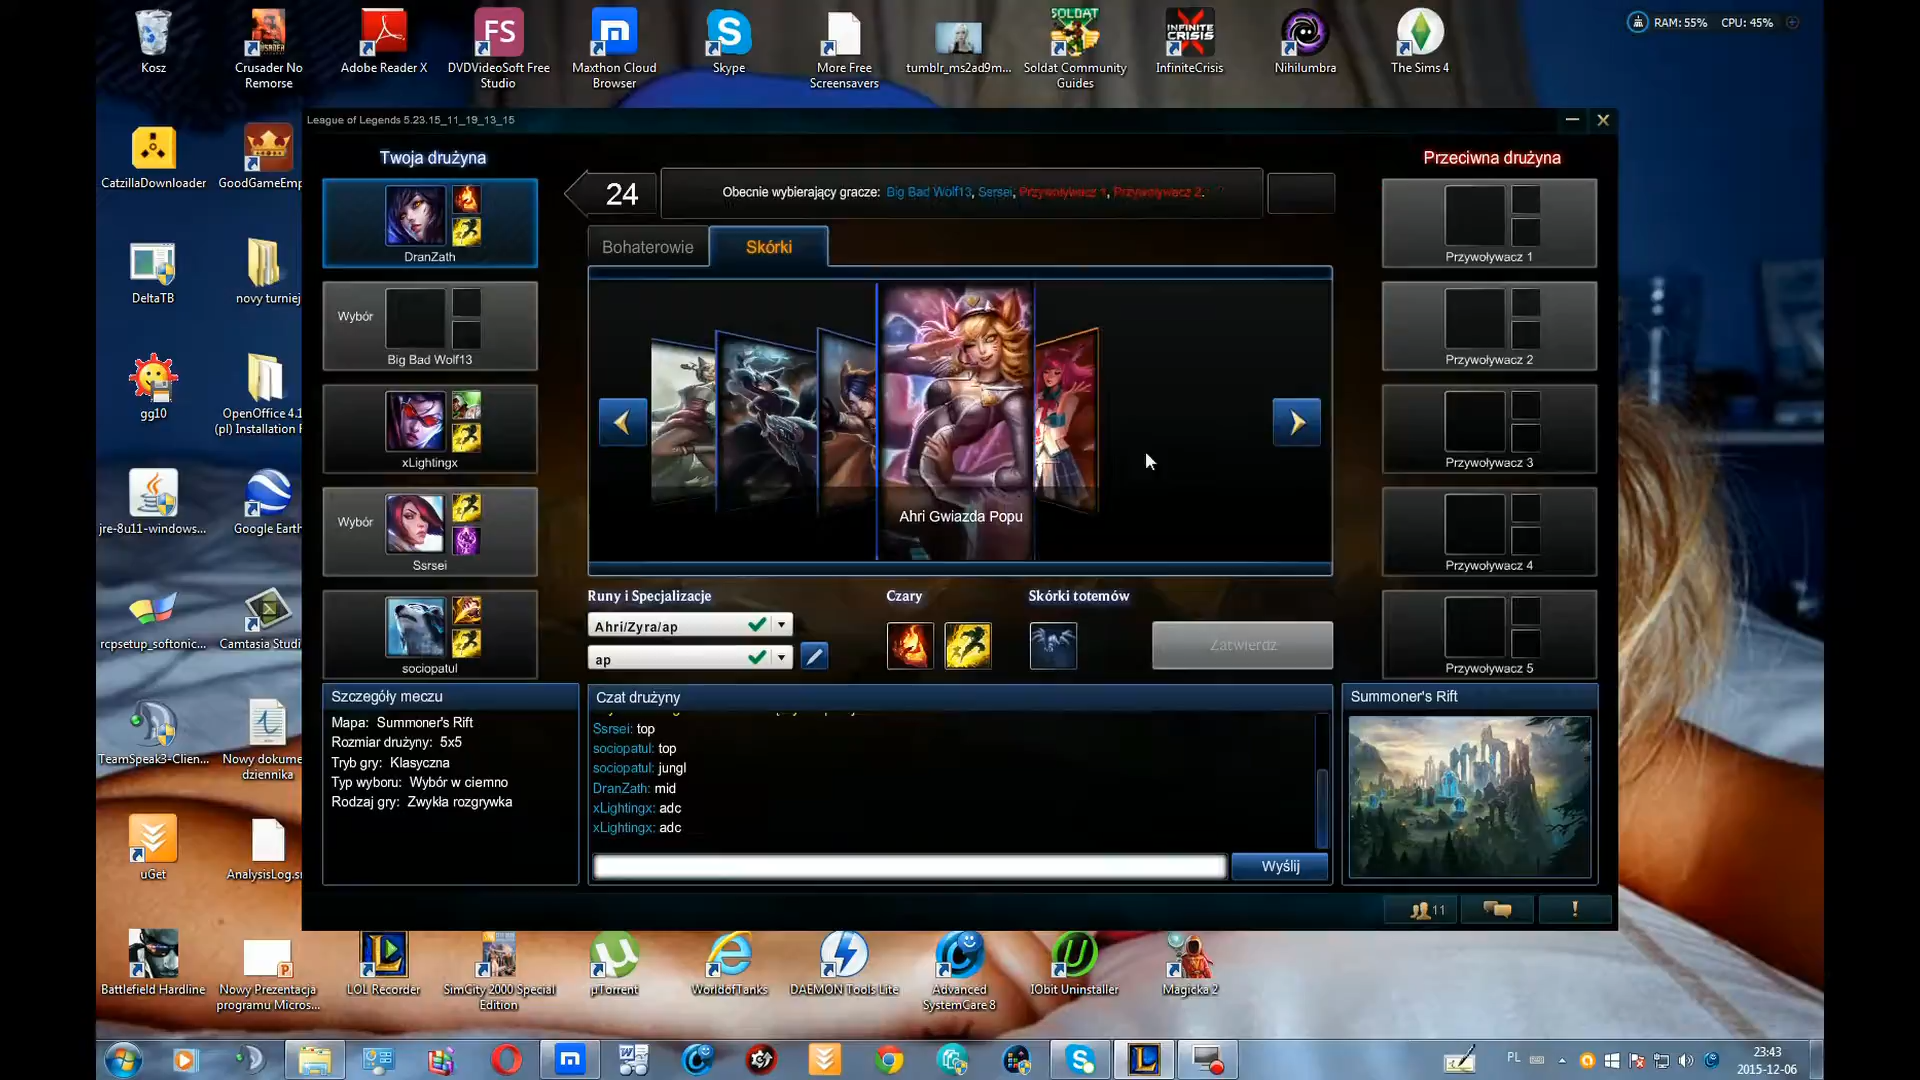 Kosz
Crusader No
Remorse
Adobe Reader X
DVDVideoSoft Free
Studio
Maxthon Cloud
Browser
Skype
More Free
Screensavers
tumblr_ms2ad9m...
Soldat Community
Guides
InfiniteCrisis
Nihilumbra
The Sims 4
RAM: 55% CPU: 45%
CatzillaDownloader
GoodGameEmp
DeltaTB
novy turniej
gg10
OpenOffice 4.1
(pl) Installation F
jre-8u11-windows...
Google Earth
rcpsetup_softonic...
Camtasia Studi
TeamSpeak3-Clien...
Nowy dokume
dziennika
uGet
AnalysisLog.sr
League of Legends 5.23.15_11_19_13_15
Twoja drużyna
DranZath
Wybór
Big Bad Wolf13
xLightingx
Wybór
Ssrsei
sociopatul
24
Obecnie wybierający gracze: Big Bad Wolf13, Ssrsei, Przywoływacz 1, Przywoływacz 2.
Bohaterowie
Skórki
Ahri Gwiazda Popu
Przeciwna drużyna
Przywoływacz 1
Przywoływacz 2
Przywoływacz 3
Przywoływacz 4
Przywoływacz 5
Runy i Specjalizacje
Ahri/Zyra/ap
ap
Czary
Skórki totemów
Zatwierdź
Szczegóły meczu
Mapa: Summoner's Rift
Rozmiar drużyny: 5x5
Tryb gry: Klasyczna
Typ wyboru: Wybór w ciemno
Rodzaj gry: Zwykła rozgrywka
Czat drużyny
Ssrsei: top
sociopatul: top
sociopatul: jungl
DranZath: mid
xLightingx: adc
xLightingx: adc
Wyślij
Summoner's Rift
11
Battlefield Hardline
Nowy Prezentacja
programu Micros...
LOL Recorder
SimCity 2000 Special
Edition
µTorrent
WorldofTanks
DAEMON Tools Lite
Advanced
SystemCare 8
IObit Uninstaller
Magicka 2
PL
23:43
2015-12-06